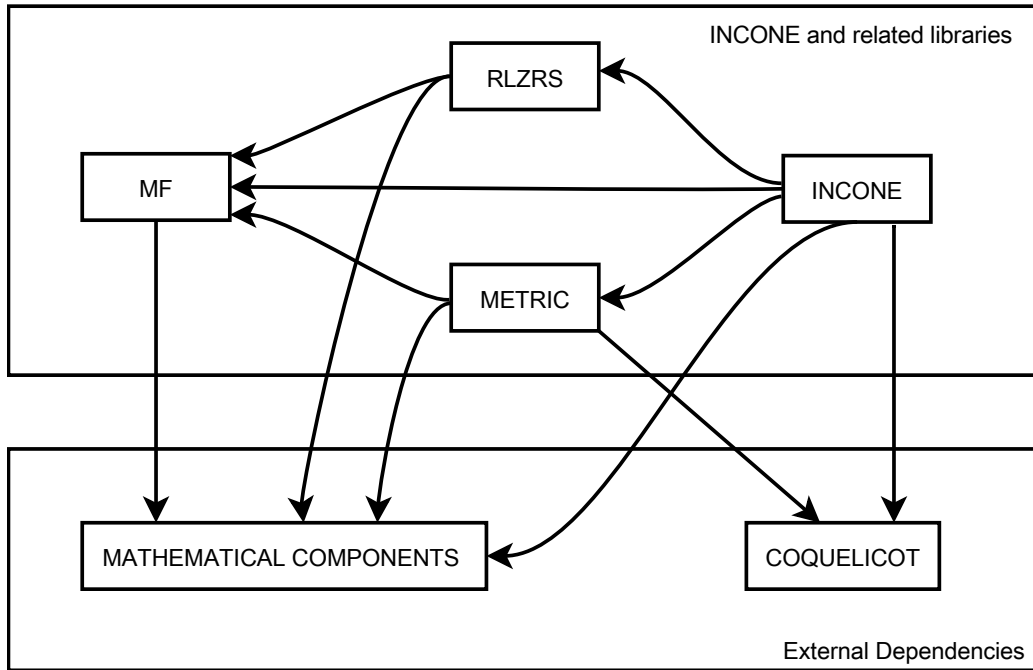 INCONE and related libraries
RLZRS
MF
INCONE
METRIC
MATHEMATICAL COMPONENTS
COQUELICOT
External Dependencies